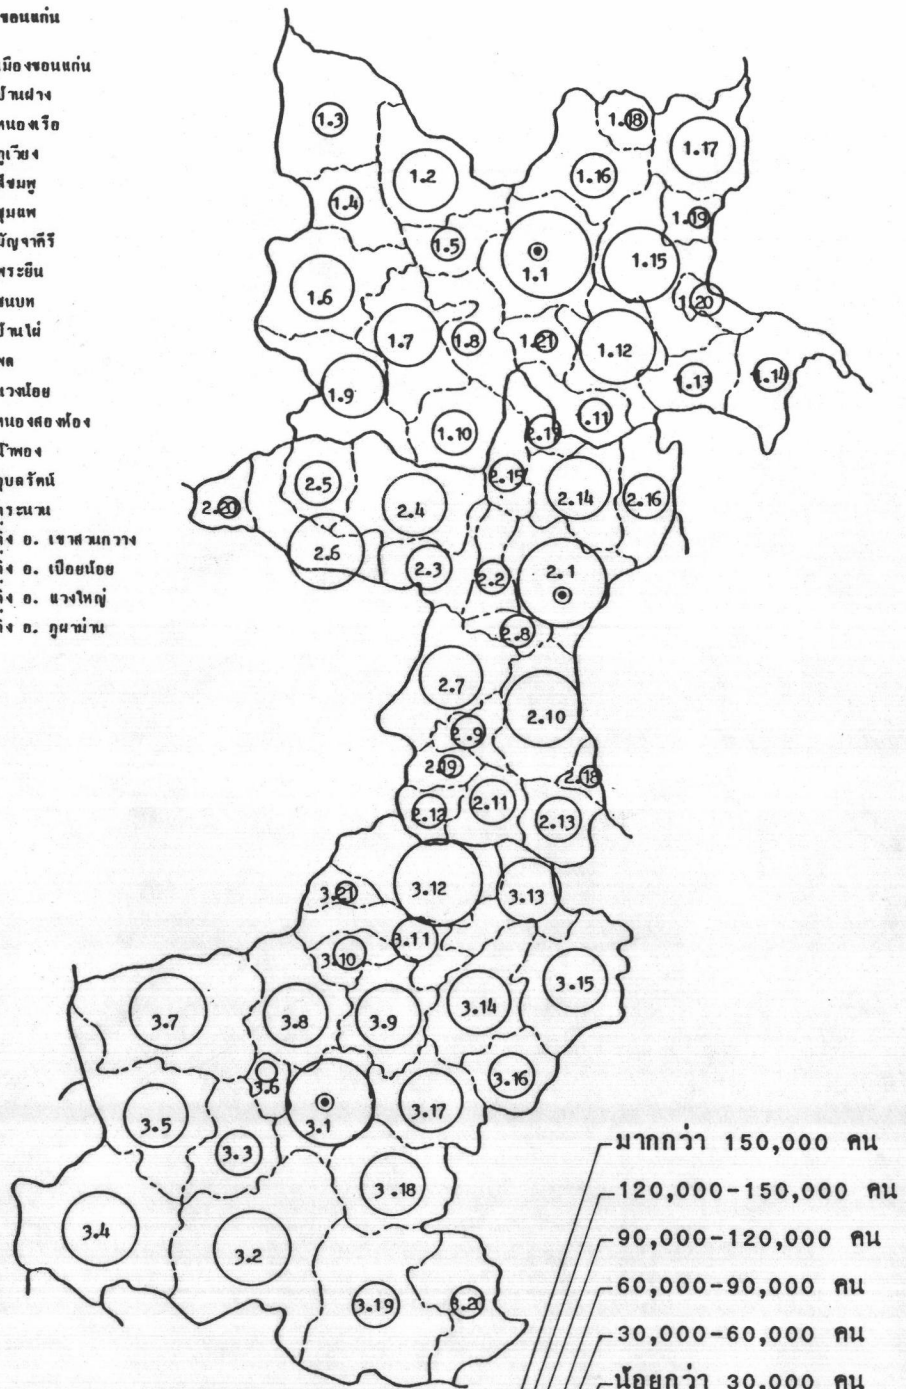 ขอนแก่น
เมืองขอนแก่น
บ้านฝาง
หนองเรือ
ภูเวียง
สีชมพู
ชุมแพ
มัญจาคีรี
พระยืน
ชนบท
บ้านไผ่
พล
แวงน้อย
หนองสองห้อง
น้ำพอง
อุบลรัตน์
กระนวน
กิ่ง อ. เขาสวนกวาง
กิ่ง อ. เปือยน้อย
กิ่ง อ. แวงใหญ่
กิ่ง อ. ภูผาม่าน
1.3
1.18
1.17
1.2
1.16
1.4
1.19
1.5
1.1
1.15
1.6
1.20
1.7
1.8
1.21
1.12
1.9
1.13
1.14
1.11
1.10
2.17
2.15
2.5
2.14
2.16
2.20
2.4
2.6
2.3
2.2
2.1
2.8
2.7
2.10
2.9
2.19
2.18
2.12
2.11
2.13
3.21
3.12
3.13
3.11
3.10
3.15
3.14
3.7
3.8
3.9
3.6
3.16
3.5
3.1
3.17
3.3
3.18
3.4
3.2
3.19
3.20
มากกว่า 150,000 คน
120,000-150,000 คน
90,000-120,000 คน
60,000-90,000 คน
30,000-60,000 คน
น้อยกว่า 30,000 คน